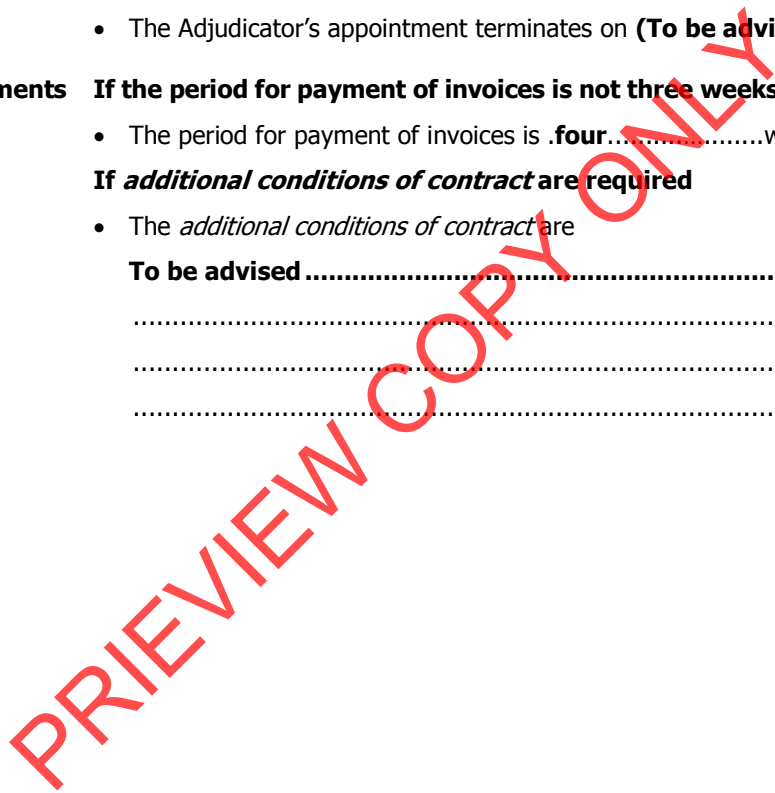 • The Adjudicator's appointment terminates on (To be advi
ments If the period for payment of invoices is not three weeks
• The period for payment of invoices is .four....................w
If additional conditions of contract are required
• The additional conditions of contract are
To be advised............................................................
..................................................................................
..................................................................................
..................................................................................
PRIEVIEW COPY ONLY